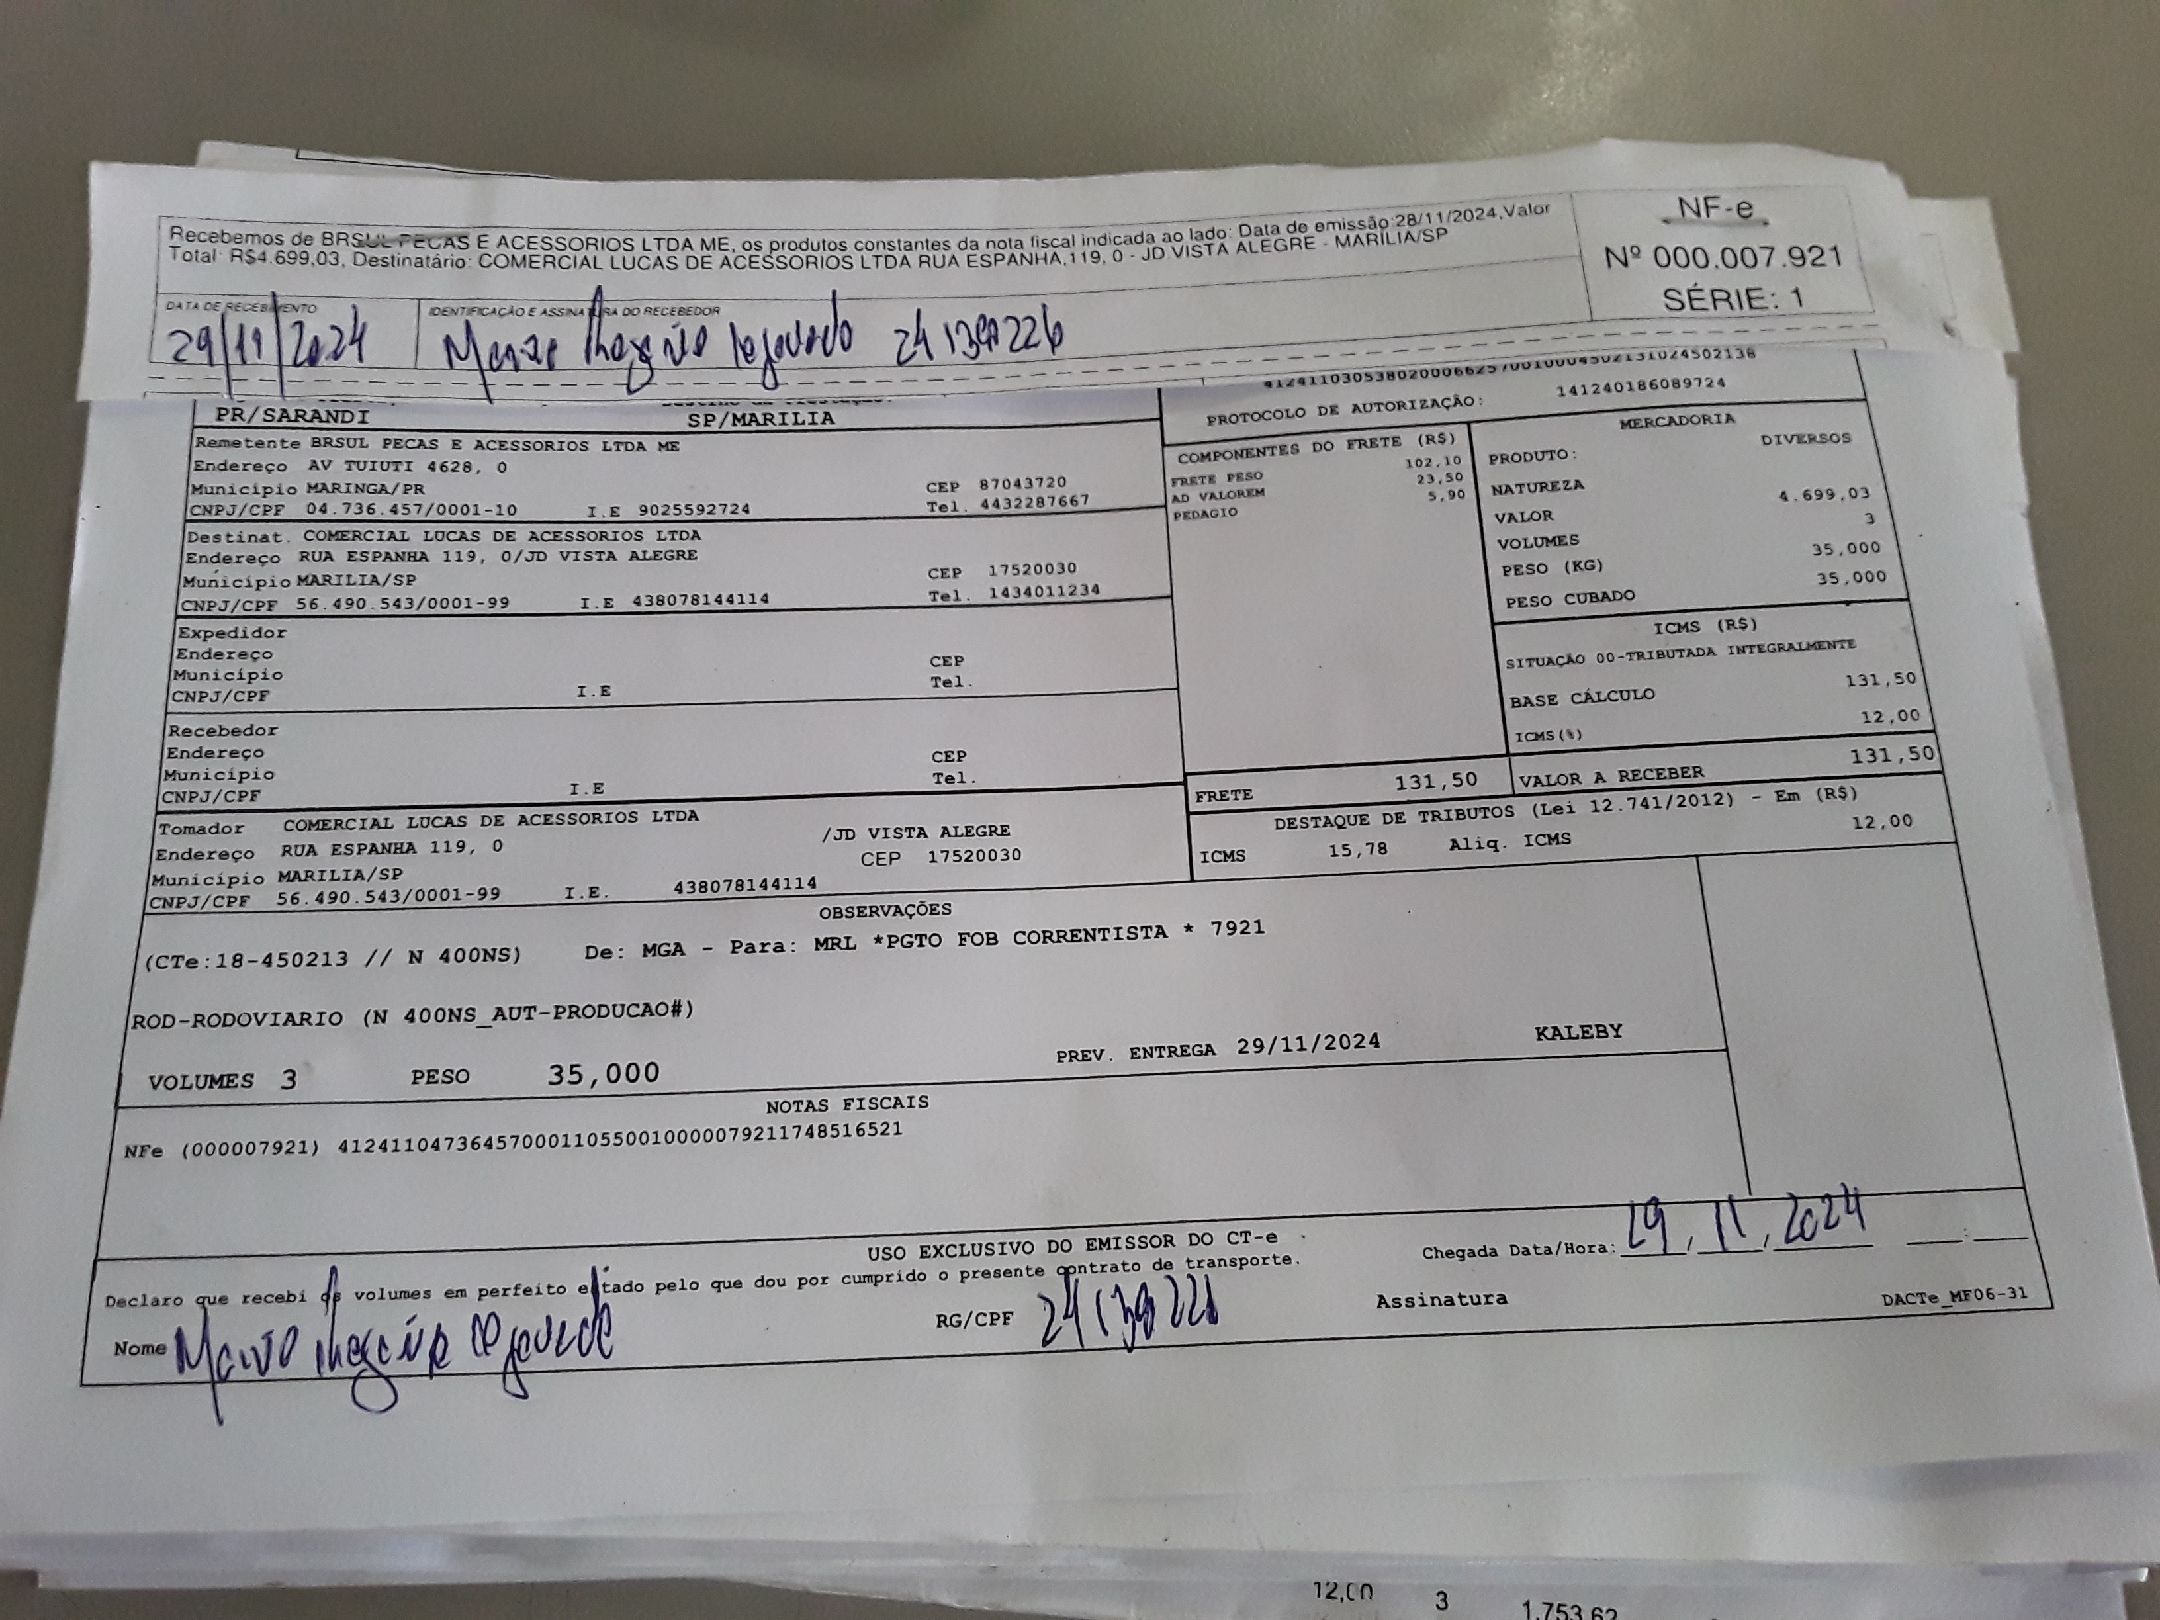 Recebemos de BRSUL PECAS E ACESSORIOS LTDA ME, os produtos constantes da nota fiscal indicada ao lado: Data de emissão:28/11/2024,Valor
Total: R$4.699,03, Destinatário: COMERCIAL LUCAS DE ACESSORIOS LTDA RUA ESPANHA,119, 0 - JD VISTA ALEGRE - MARILIA/SP
NF-e
Nº 000.007.921
SÉRIE: 1
DATA DE RECEBIMENTO
IDENTIFICAÇÃO E ASSINATURA DO RECEBEDOR
29/11/2024
PR/SARANDI SP/MARILIA
PROTOCOLO DE AUTORIZAÇÃO: 141240186089724
Remetente BRSUL PECAS E ACESSORIOS LTDA ME
Endereço AV TUIUTI 4628, 0
Município MARINGA/PR CEP 87043720
CNPJ/CPF 04.736.457/0001-10 I.E 9025592724 Tel. 4432287667
Destinat. COMERCIAL LUCAS DE ACESSORIOS LTDA
Endereço RUA ESPANHA 119, 0/JD VISTA ALEGRE
Município MARILIA/SP CEP 17520030
CNPJ/CPF 56.490.543/0001-99 I.E 438078144114 Tel. 1434011234
Expedidor
Endereço
Município CEP
CNPJ/CPF I.E Tel.
Recebedor
Endereço
Município CEP
CNPJ/CPF I.E Tel.
Tomador COMERCIAL LUCAS DE ACESSORIOS LTDA
Endereço RUA ESPANHA 119, 0 /JD VISTA ALEGRE
Município MARILIA/SP CEP 17520030
CNPJ/CPF 56.490.543/0001-99 I.E. 438078144114
COMPONENTES DO FRETE (R$)
FRETE PESO 102,10
AD VALOREM 23,50
PEDAGIO 5,90
MERCADORIA
PRODUTO: DIVERSOS
NATUREZA
VALOR 4.699,03
VOLUMES 3
PESO (KG) 35,000
PESO CUBADO 35,000
ICMS (R$)
SITUAÇÃO 00-TRIBUTADA INTEGRALMENTE
BASE CÁLCULO 131,50
ICMS(%) 12,00
FRETE 131,50 VALOR A RECEBER 131,50
DESTAQUE DE TRIBUTOS (Lei 12.741/2012) - Em (R$)
ICMS 15,78 Aliq. ICMS 12,00
OBSERVAÇÕES
(CTe:18-450213 // N 400NS) De: MGA - Para: MRL *PGTO FOB CORRENTISTA * 7921
ROD-RODOVIARIO (N 400NS_AUT-PRODUCAO#)
VOLUMES 3 PESO 35,000 PREV. ENTREGA 29/11/2024 KALEBY
NOTAS FISCAIS
NFe (000007921) 41241104736457000110550010000079211748516521
USO EXCLUSIVO DO EMISSOR DO CT-e
Chegada Data/Hora: 29, 11, 2024
Declaro que recebi os volumes em perfeito estado pelo que dou por cumprido o presente contrato de transporte.
Nome RG/CPF Assinatura
DACTe_MF06-31
3
1.753,62